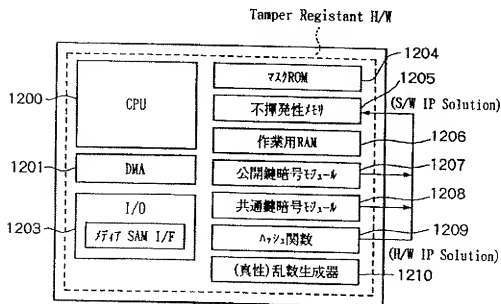 Tamper Registant H/W
1200
CPU
1201
DMA
I/O
1203
メディア SAM I/F
マスクROM
1204
不揮発性メモリ
1205
(S/W IP Solution)
作業用RAM
1206
公開鍵暗号モジュール
1207
共通鍵暗号モジュール
1208
ハッシュ関数
1209
(H/W IP Solution)
(真性)乱数生成器
1210